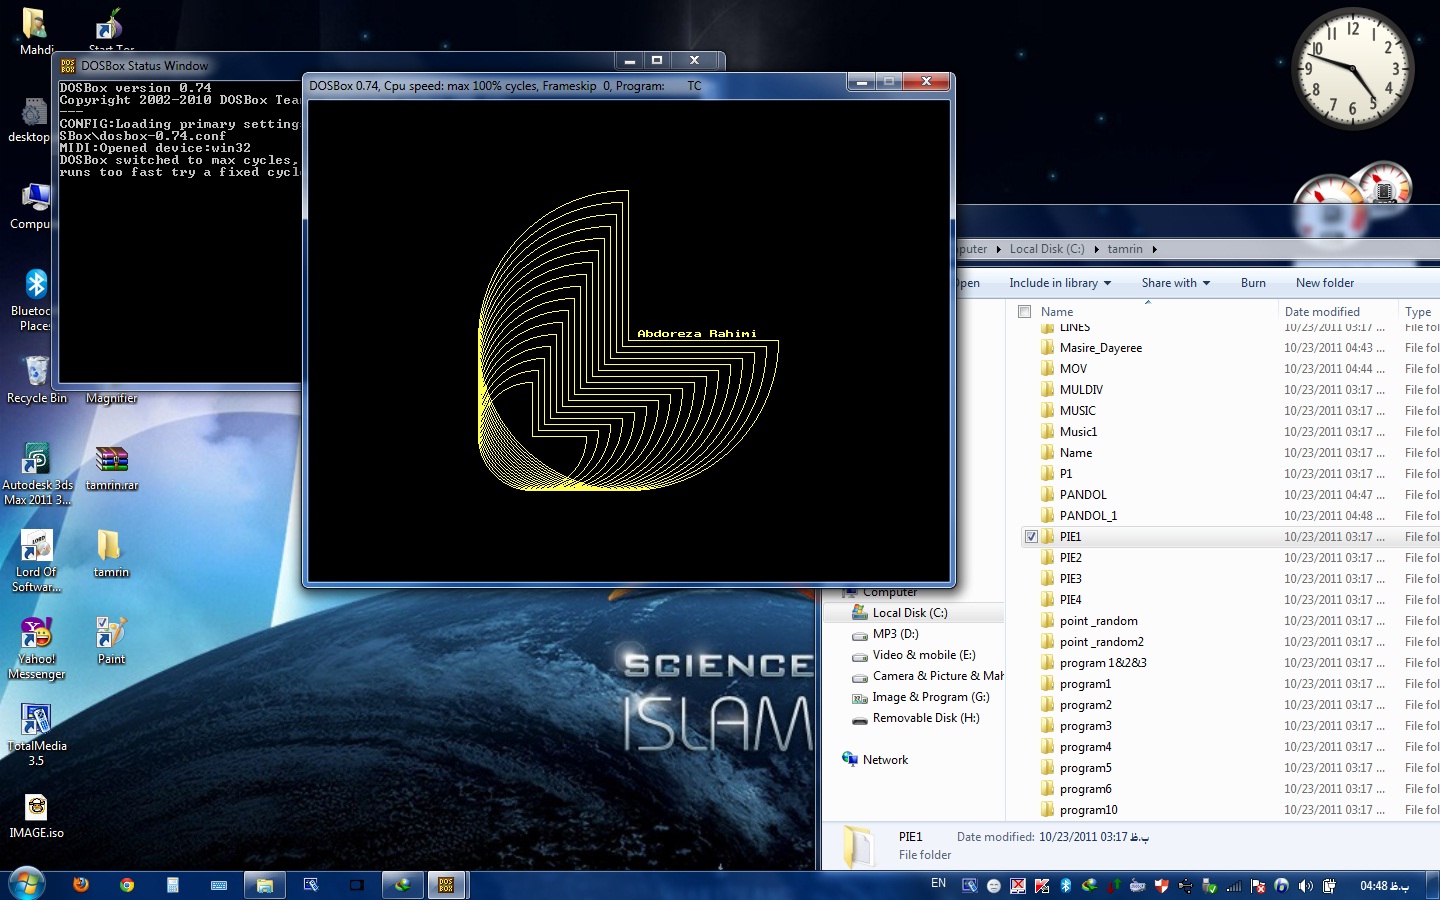 Mahdi
Start Tor
desktop
Compu
Bluetoc
Places
Recycle Bin
Magnifier
Autodesk 3ds
Max 2011 3...
tamrin.rar
Lord Of
Softwar...
tamrin
Yahoo!
Messenger
Paint
TotalMedia
3.5
IMAGE.iso
DOSBox Status Window
DOSBox version 0.74
Copyright 2002-2010 DOSBox Tea
---
CONFIG:Loading primary setting
SBox\dosbox-0.74.conf
MIDI:Opened device:win32
DOSBox switched to max cycles,
runs too fast try a fixed cycl
DOSBox 0.74, Cpu speed: max 100% cycles, Frameskip 0, Program: TC
Abdoreza Rahimi
SCIENCE
ISLAM
12 1 2 3 4 5 6 7 8 9 10 11
puter ▸ Local Disk (C:) ▸ tamrin ▸
Open Include in library Share with Burn New folder
Name Date modified Type
LINES 10/23/2011 03:17 ... File fol
Masire_Dayeree 10/23/2011 04:43 ... File fol
MOV 10/23/2011 04:44 ... File fol
MULDIV 10/23/2011 03:17 ... File fol
MUSIC 10/23/2011 03:17 ... File fol
Music1 10/23/2011 03:17 ... File fol
Name 10/23/2011 03:17 ... File fol
P1 10/23/2011 03:17 ... File fol
PANDOL 10/23/2011 04:47 ... File fol
PANDOL_1 10/23/2011 04:48 ... File fol
PIE1 10/23/2011 03:17 ... File fol
PIE2 10/23/2011 03:17 ... File fol
PIE3 10/23/2011 03:17 ... File fol
PIE4 10/23/2011 03:17 ... File fol
point _random 10/23/2011 03:17 ... File fol
point _random2 10/23/2011 03:17 ... File fol
program 1&2&3 10/23/2011 03:17 ... File fol
program1 10/23/2011 03:17 ... File fol
program2 10/23/2011 03:17 ... File fol
program3 10/23/2011 03:17 ... File fol
program4 10/23/2011 03:17 ... File fol
program5 10/23/2011 03:17 ... File fol
program6 10/23/2011 03:17 ... File fol
program10 10/23/2011 03:17 ... File fol
Computer
Local Disk (C:)
MP3 (D:)
Video & mobile (E:)
Camera & Picture & Mah
Image & Program (G:)
Removable Disk (H:)
Network
PIE1 Date modified: 10/23/2011 03:17 ب.ظ
File folder
EN
04:48 ب.ظ